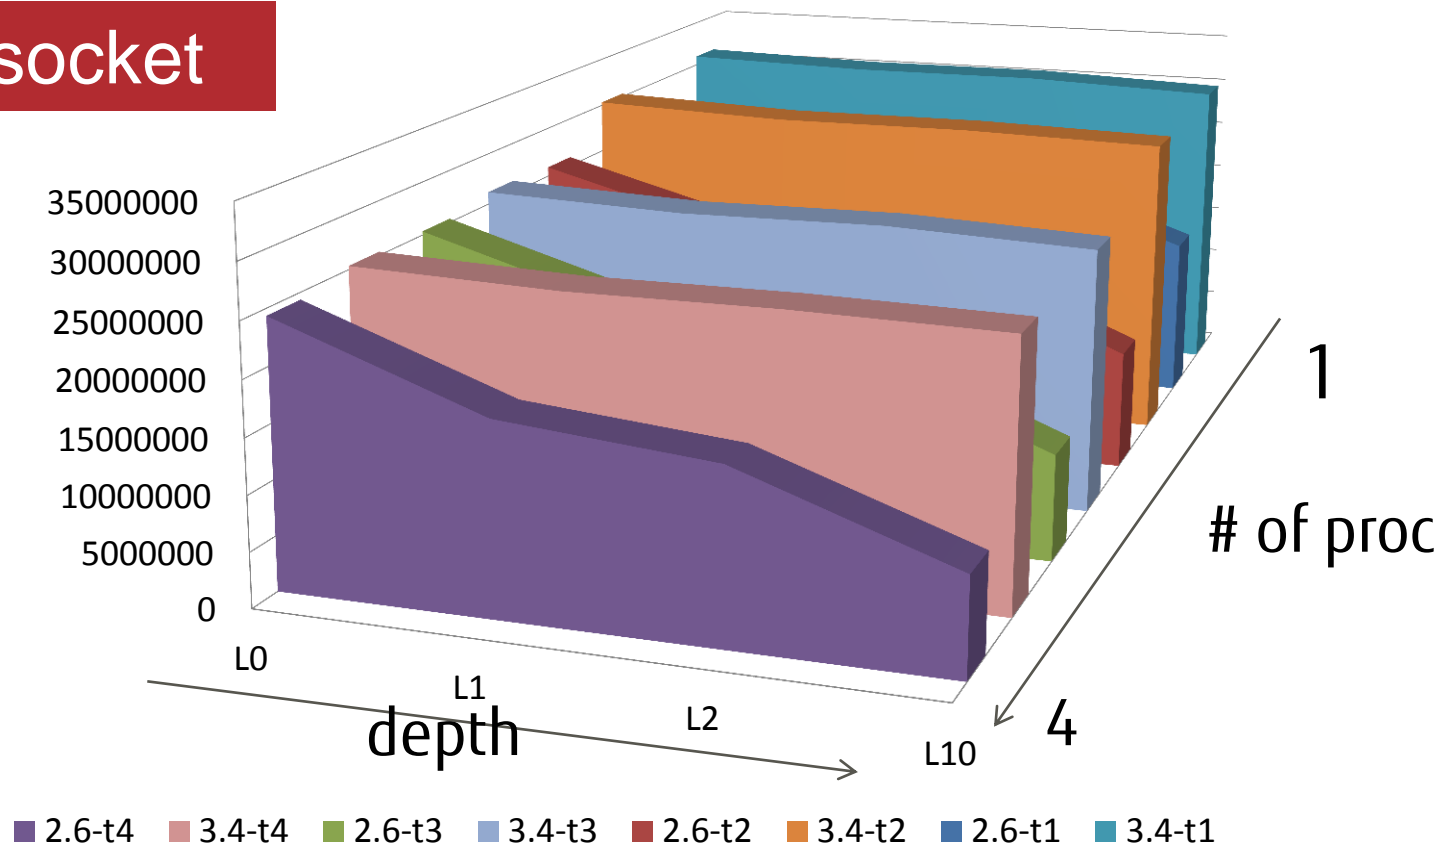 socket
35000000
30000000
25000000
20000000
15000000
10000000
5000000
0
L0
L1
L2
L10
depth
1
# of proc
4
2.6-t4 3.4-t4 2.6-t3 3.4-t3 2.6-t2 3.4-t2 2.6-t1 3.4-t1